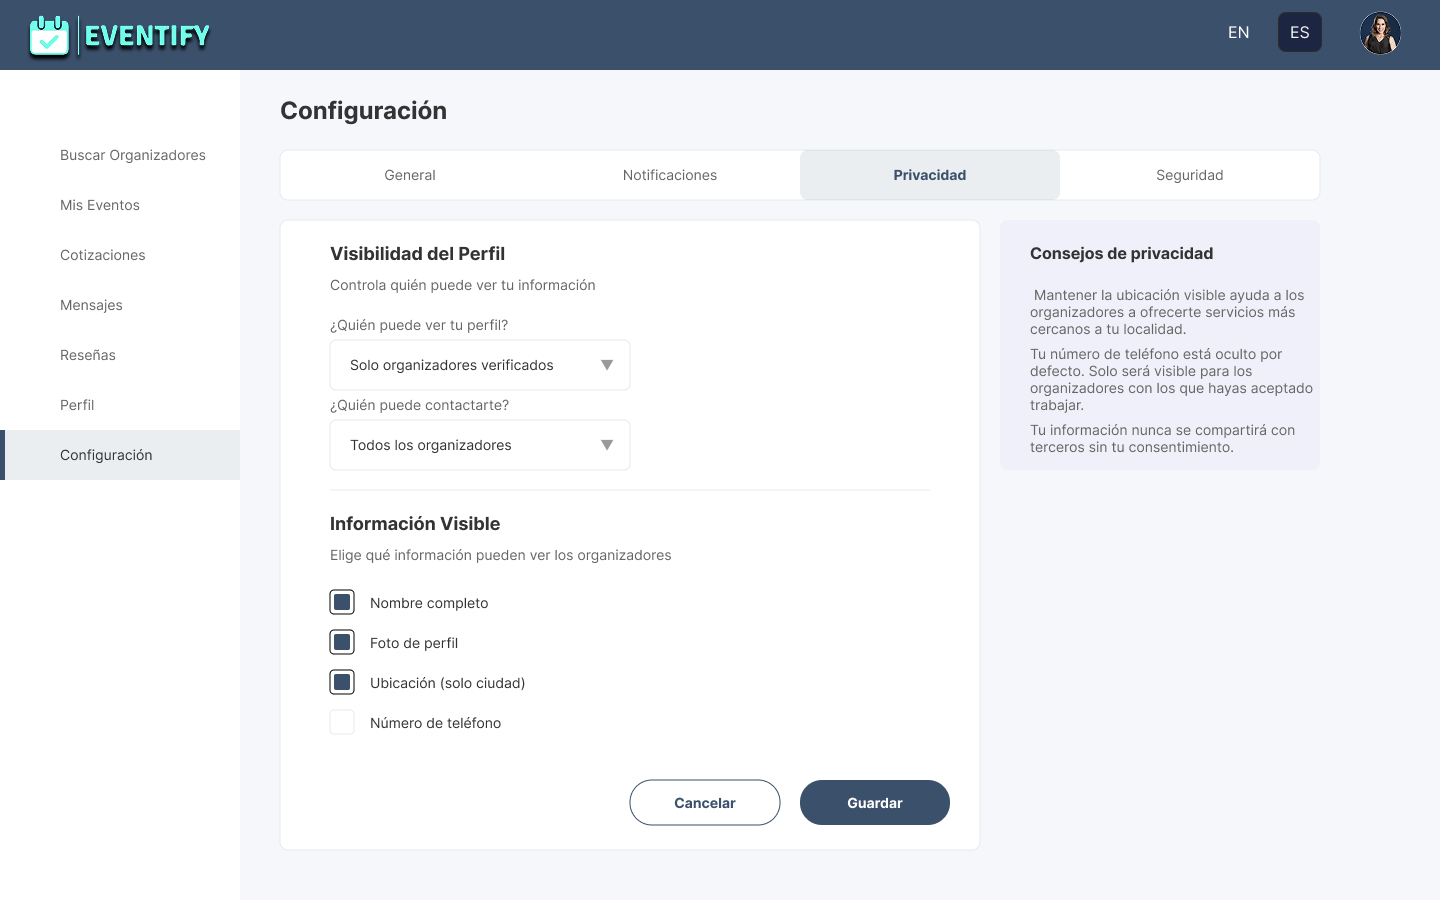 EVENTIFY
EN
ES
Buscar Organizadores
Mis Eventos
Cotizaciones
Mensajes
Reseñas
Perfil
Configuración
Configuración
General
Notificaciones
Privacidad
Seguridad
Visibilidad del Perfil
Controla quién puede ver tu información
¿Quién puede ver tu perfil?
Solo organizadores verificados
¿Quién puede contactarte?
Todos los organizadores
Información Visible
Elige qué información pueden ver los organizadores
Nombre completo
Foto de perfil
Ubicación (solo ciudad)
Número de teléfono
Cancelar
Guardar
Consejos de privacidad
Mantener la ubicación visible ayuda a los
organizadores a ofrecerte servicios más
cercanos a tu localidad.
Tu número de teléfono está oculto por
defecto. Solo será visible para los
organizadores con los que hayas aceptado
trabajar.
Tu información nunca se compartirá con
terceros sin tu consentimiento.